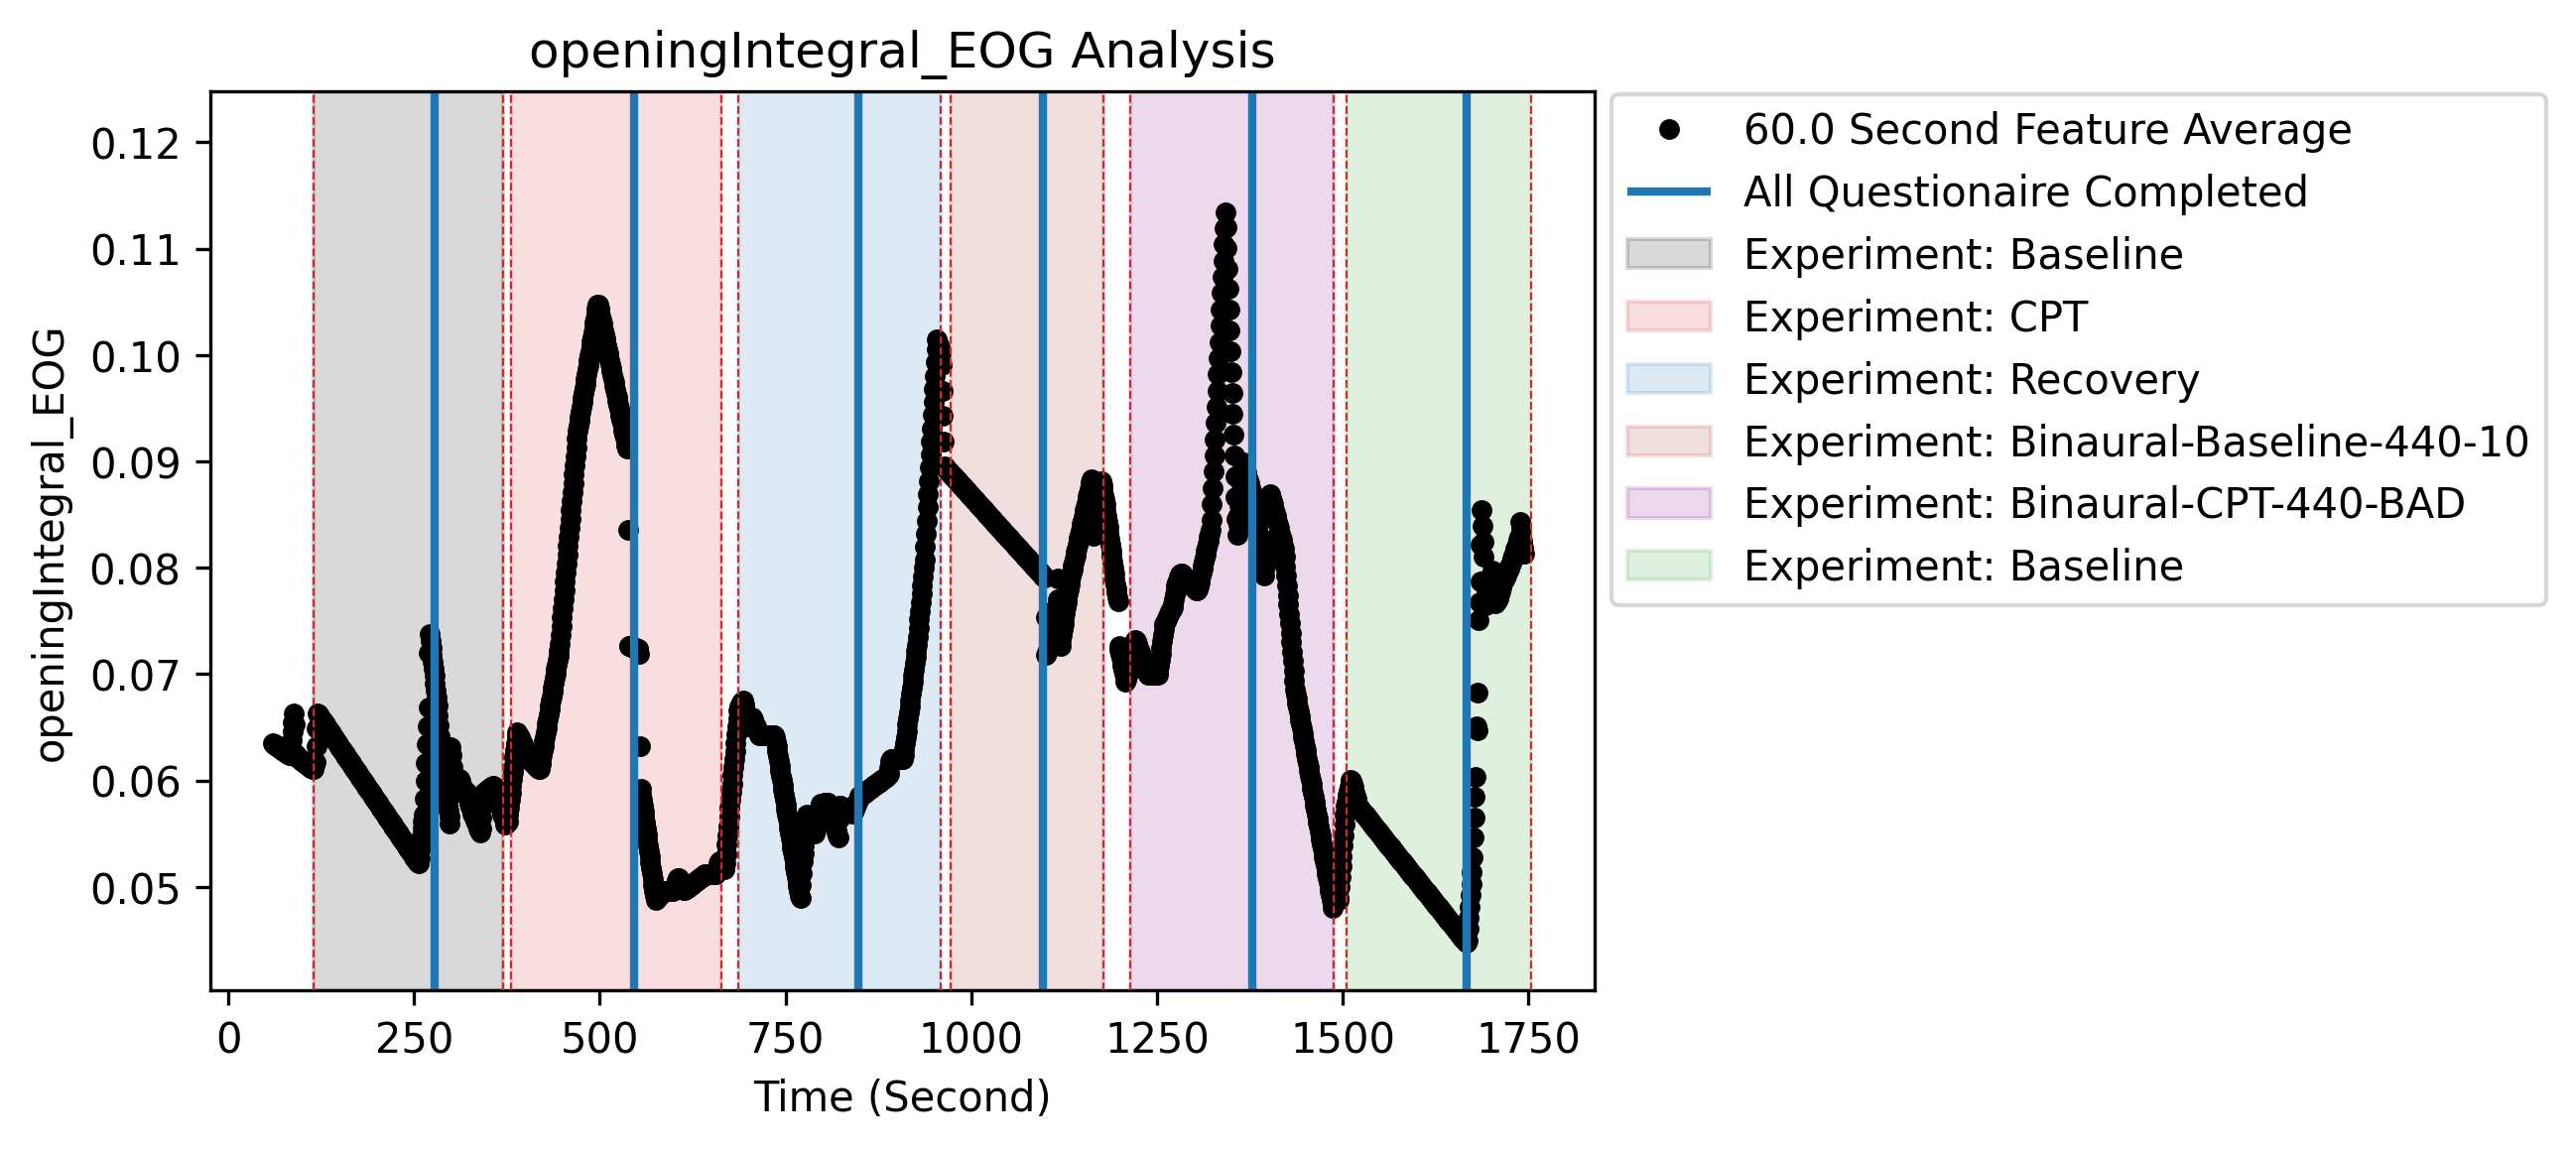 openingIntegral_EOG Analysis
openingIntegral_EOG
0.12
0.11
0.10
0.09
0.08
0.07
0.06
0.05
0
250
500
750
1000
1250
1500
1750
Time (Second)
60.0 Second Feature Average
All Questionaire Completed
Experiment: Baseline
Experiment: CPT
Experiment: Recovery
Experiment: Binaural-Baseline-440-10
Experiment: Binaural-CPT-440-BAD
Experiment: Baseline